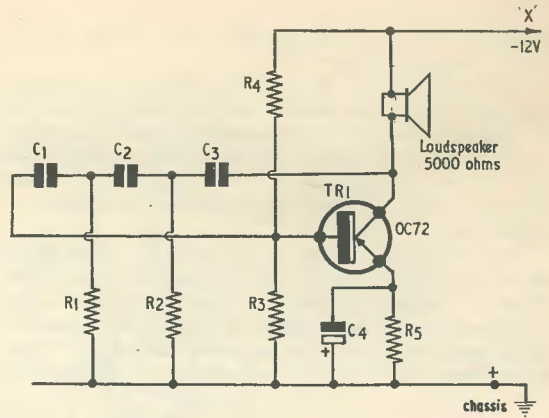 'X'
-12V
R4
Loudspeaker
5000 ohms
C1
C2
C3
TR1
OC72
R1
R2
R3
C4
+
R5
+
chassis